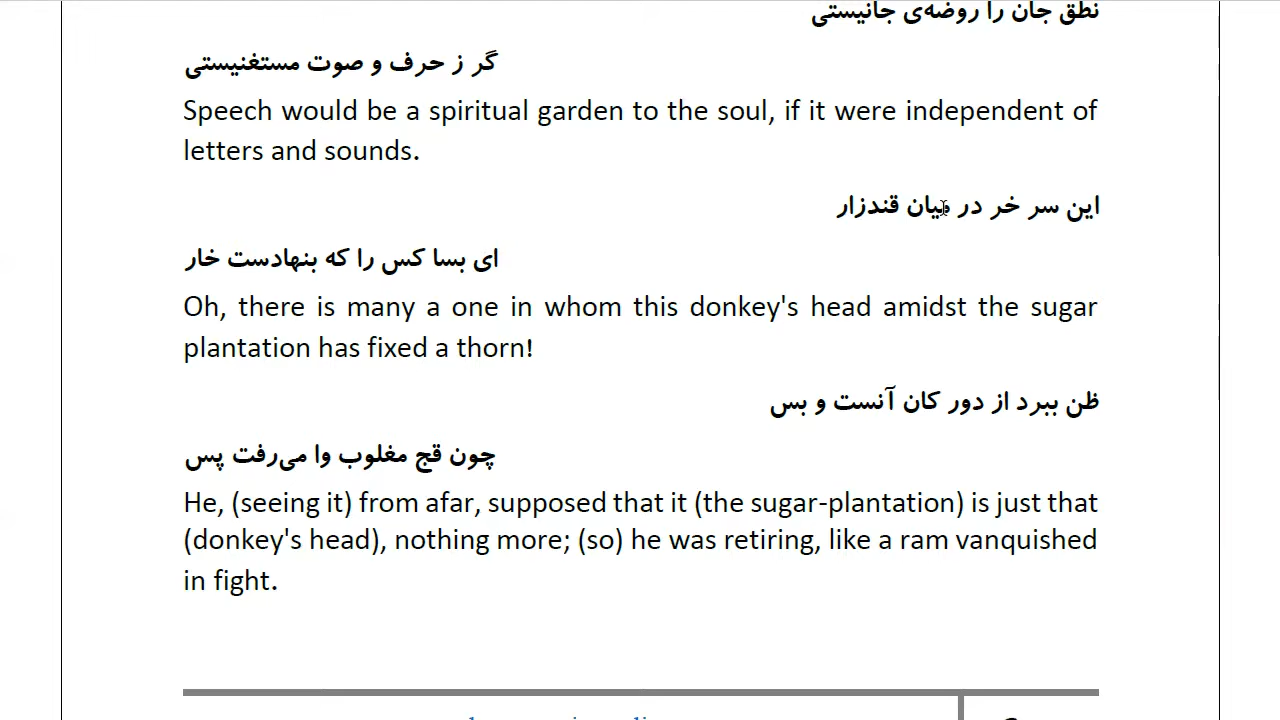 نطق جان را روضه‌ی جانیستی
گر ز حرف و صوت مستغنیستی
Speech would be a spiritual garden to the soul, if it were independent of
letters and sounds.
این سر خر در میان قندزار
ای بسا کس را که بنهادست خار
Oh, there is many a one in whom this donkey's head amidst the sugar
plantation has fixed a thorn!
ظن ببرد از دور کان آنست و بس
چون قج مغلوب وا می‌رفت پس
He, (seeing it) from afar, supposed that it (the sugar-plantation) is just that
(donkey's head), nothing more; (so) he was retiring, like a ram vanquished
in fight.